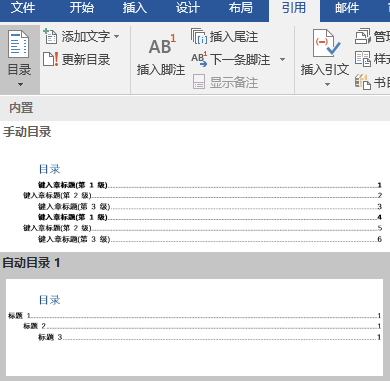 文件 开始 插入 设计 布局 引用 邮件
目录
添加文字
更新目录
AB¹
插入脚注
插入尾注
下一条脚注
显示备注
插入引文
管理
样式
书目
内置
手动目录
目录
键入章标题(第 1 级) 1
键入章标题(第 2 级) 2
键入章标题(第 3 级) 3
键入章标题(第 1 级) 4
键入章标题(第 2 级) 5
键入章标题(第 3 级) 6
自动目录 1
目录
标题 1 1
标题 2 1
标题 3 1